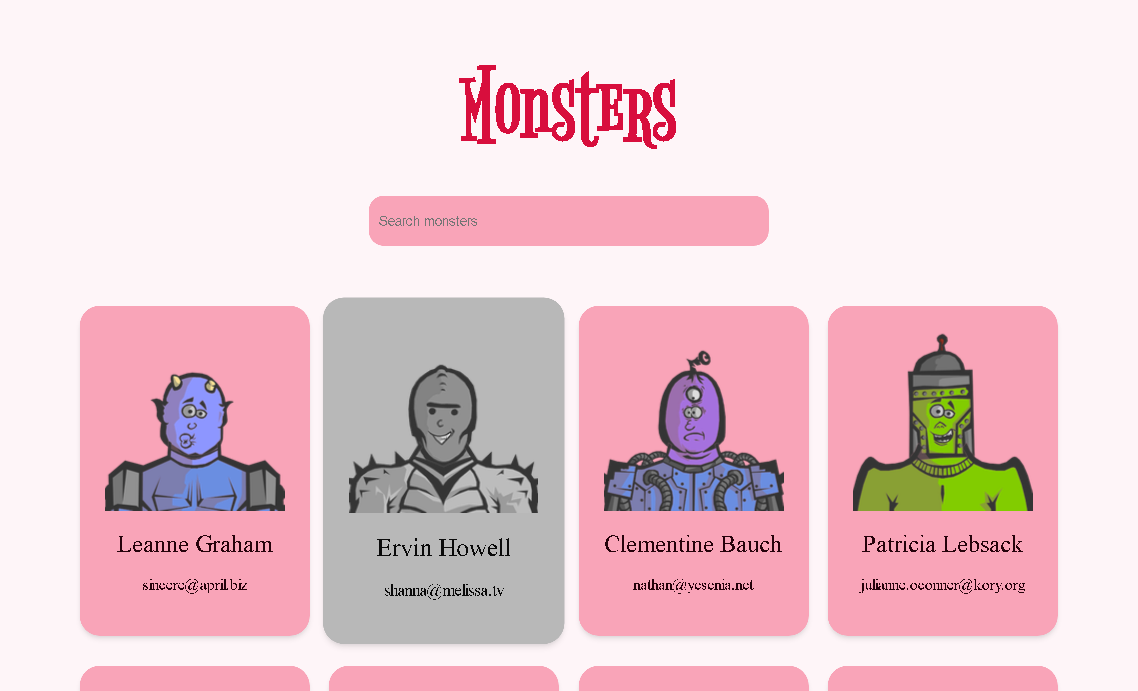 Monsters
Search monsters
Leanne Graham
sincere@april.biz
Ervin Howell
shanna@melissa.tv
Clementine Bauch
nathan@yesenia.net
Patricia Lebsack
julianne.oconner@kory.org